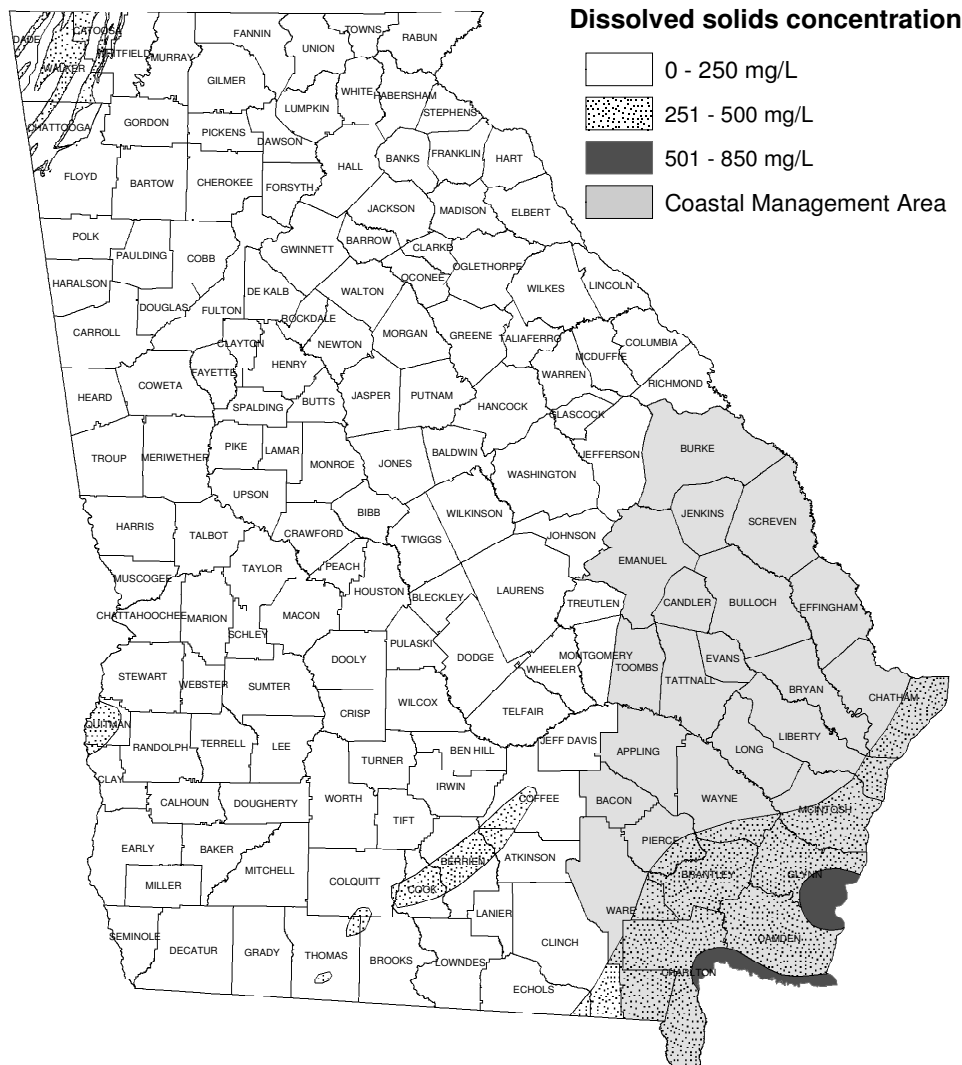 Dissolved solids concentration
0 - 250 mg/L
251 - 500 mg/L
501 - 850 mg/L
Coastal Management Area
DADE
CATOOSA
WHITFIELD
MURRAY
FANNIN
UNION
TOWNS
RABUN
WALKER
GILMER
LUMPKIN
WHITE
HABERSHAM
STEPHENS
CHATTOOGA
GORDON
PICKENS
DAWSON
HALL
BANKS
FRANKLIN
HART
FLOYD
BARTOW
CHEROKEE
FORSYTH
JACKSON
MADISON
ELBERT
POLK
PAULDING
COBB
GWINNETT
BARROW
CLARKE
OCONEE
OGLETHORPE
HARALSON
DOUGLAS
FULTON
DE KALB
WALTON
WILKES
LINCOLN
CARROLL
CLAYTON
ROCKDALE
NEWTON
MORGAN
GREENE
TALIAFERRO
COLUMBIA
MCDUFFIE
WARREN
RICHMOND
HEARD
COWETA
FAYETTE
HENRY
SPALDING
BUTTS
JASPER
PUTNAM
HANCOCK
GLASCOCK
TROUP
MERIWETHER
PIKE
LAMAR
MONROE
JONES
BALDWIN
WASHINGTON
JEFFERSON
BURKE
UPSON
BIBB
WILKINSON
JENKINS
SCREVEN
HARRIS
TALBOT
CRAWFORD
TWIGGS
JOHNSON
EMANUEL
MUSCOGEE
TAYLOR
PEACH
HOUSTON
BLECKLEY
LAURENS
TREUTLEN
CANDLER
BULLOCH
EFFINGHAM
CHATTAHOOCHEE
MARION
SCHLEY
MACON
PULASKI
DODGE
WHEELER
MONTGOMERY
TOOMBS
TATTNALL
EVANS
BRYAN
CHATHAM
STEWART
WEBSTER
SUMTER
DOOLY
WILCOX
TELFAIR
CRISP
QUITMAN
RANDOLPH
TERRELL
LEE
TURNER
BEN HILL
JEFF DAVIS
APPLING
LONG
LIBERTY
CLAY
CALHOUN
DOUGHERTY
WORTH
TIFT
IRWIN
COFFEE
BACON
WAYNE
MCINTOSH
EARLY
BAKER
MITCHELL
COLQUITT
COOK
BERRIEN
ATKINSON
PIERCE
BRANTLEY
GLYNN
MILLER
LANIER
WARE
SEMINOLE
DECATUR
GRADY
THOMAS
BROOKS
LOWNDES
CLINCH
ECHOLS
CHARLTON
CAMDEN